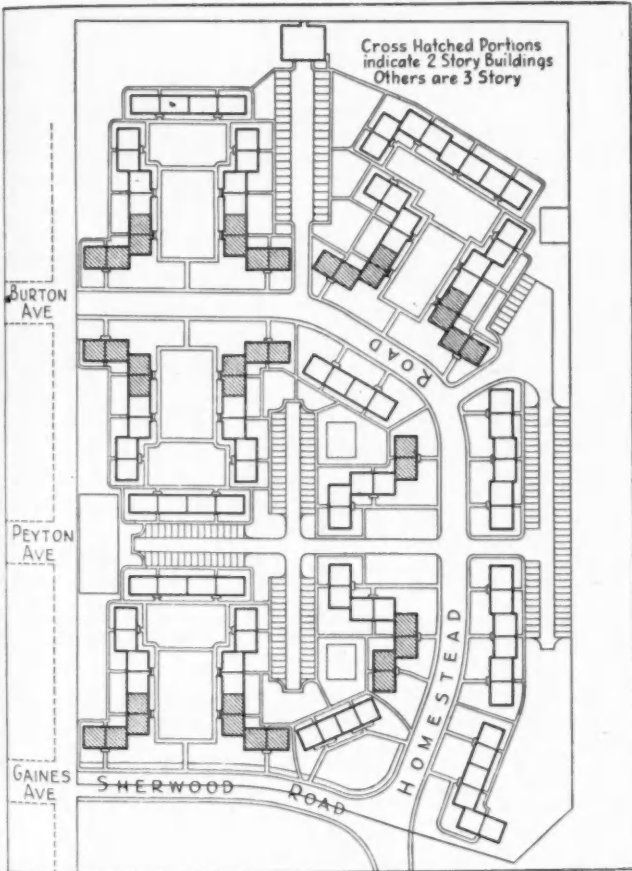 Cross Hatched Portions
indicate 2 Story Buildings
Others are 3 Story
BURTON
AVE
ROAD
PEYTON
AVE
HOMESTEAD
GAINES
AVE
SHERWOOD ROAD